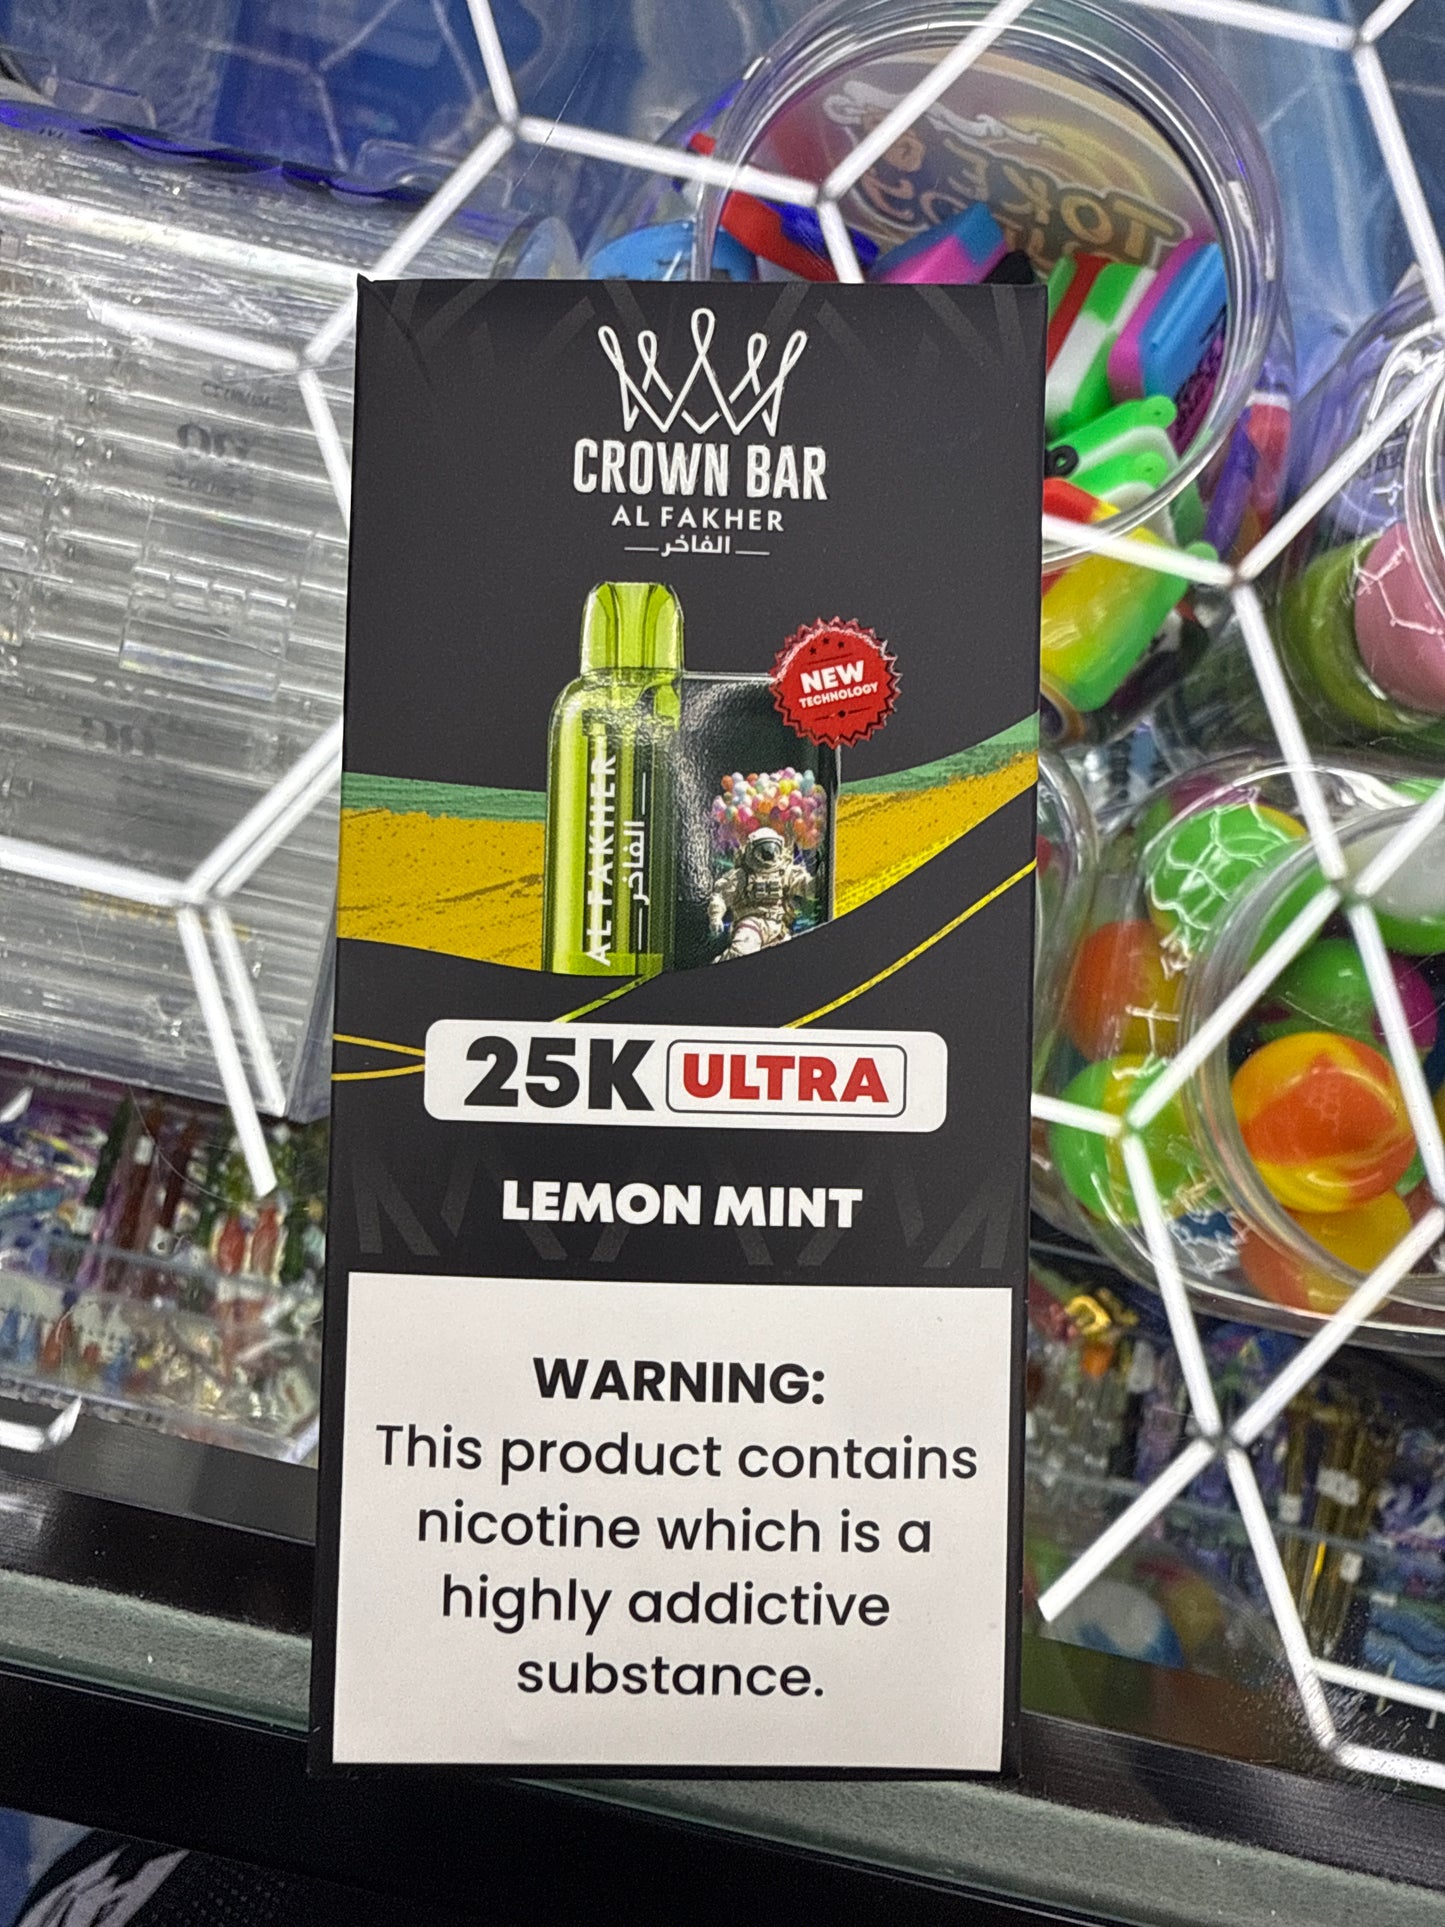 CROWN BAR
AL FAKHER
الفاخر
NEW
TECHNOLOGY
AL FAKHER
الفاخر
25K ULTRA
LEMON MINT
WARNING:
This product contains
nicotine which is a
highly addictive
substance.